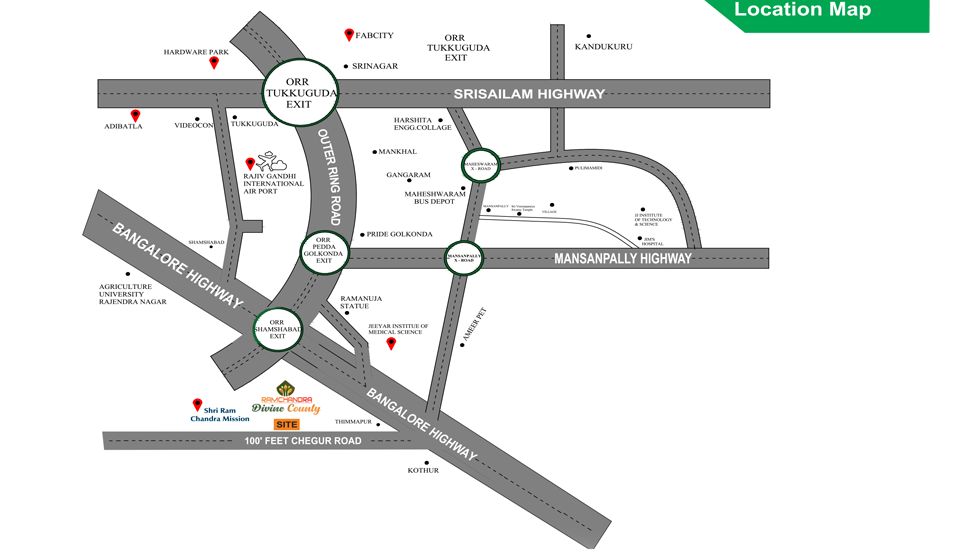 Location Map
FABCITY
ORR
TUKKUGUDA
EXIT
KANDUKURU
HARDWARE PARK
SRINAGAR
ORR
TUKKUGUDA
EXIT
SRISAILAM HIGHWAY
ADIBATLA
VIDEOCON
TUKKUGUDA
HARSHITA
ENGG.COLLAGE
OUTER RING ROAD
MANKHAL
MAHESWARAM
X - ROAD
PULIMAMIDI
RAJIV GANDHI
INTERNATIONAL
AIR PORT
GANGARAM
MAHESHWARAM
BUS DEPOT
MANSANPALLY
VILLAGE
JJ INSTITUTE
OF TECHNOLOGY
& SCIENCE
BANGALORE HIGHWAY
SHAMSHABAD
PRIDE GOLKONDA
JIM'S
HOSPITAL
ORR
PEDDA
GOLKONDA
EXIT
MANSANPALLY
X - ROAD
MANSANPALLY HIGHWAY
AGRICULTURE
UNIVERSITY
RAJENDRA NAGAR
RAMANUJA
STATUE
ORR
SHAMSHABAD
EXIT
JEEYAR INSTITUE OF
MEDICAL SCIENCE
AMEER PET
RAMCHANDRA
Divine County
Shri Ram
Chandra Mission
SITE
THIMMAPUR
BANGALORE HIGHWAY
100' FEET CHEGUR ROAD
KOTHUR